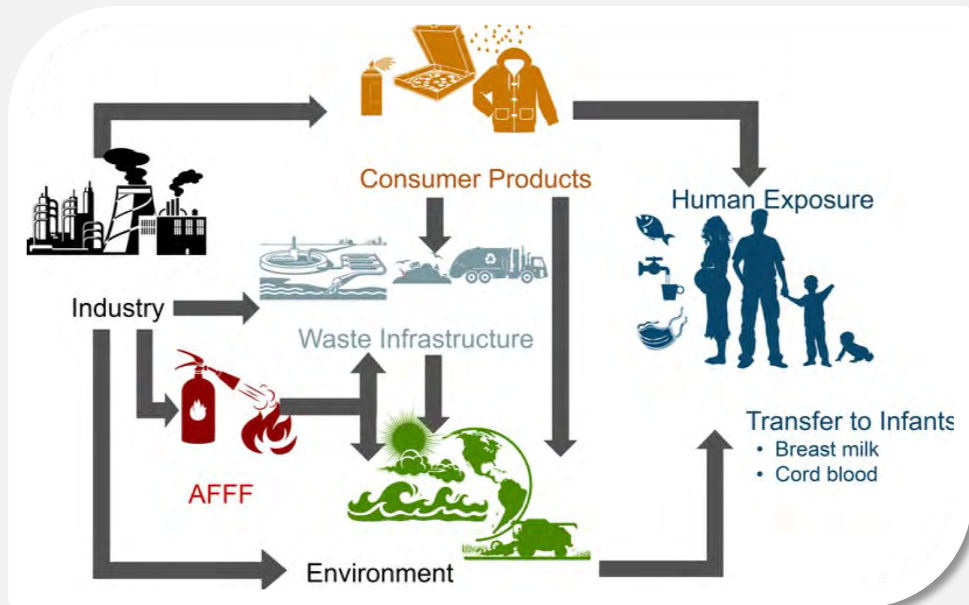 Consumer Products
Human Exposure
Industry
Waste Infrastructure
Transfer to Infants
• Breast milk
• Cord blood
AFFF
Environment